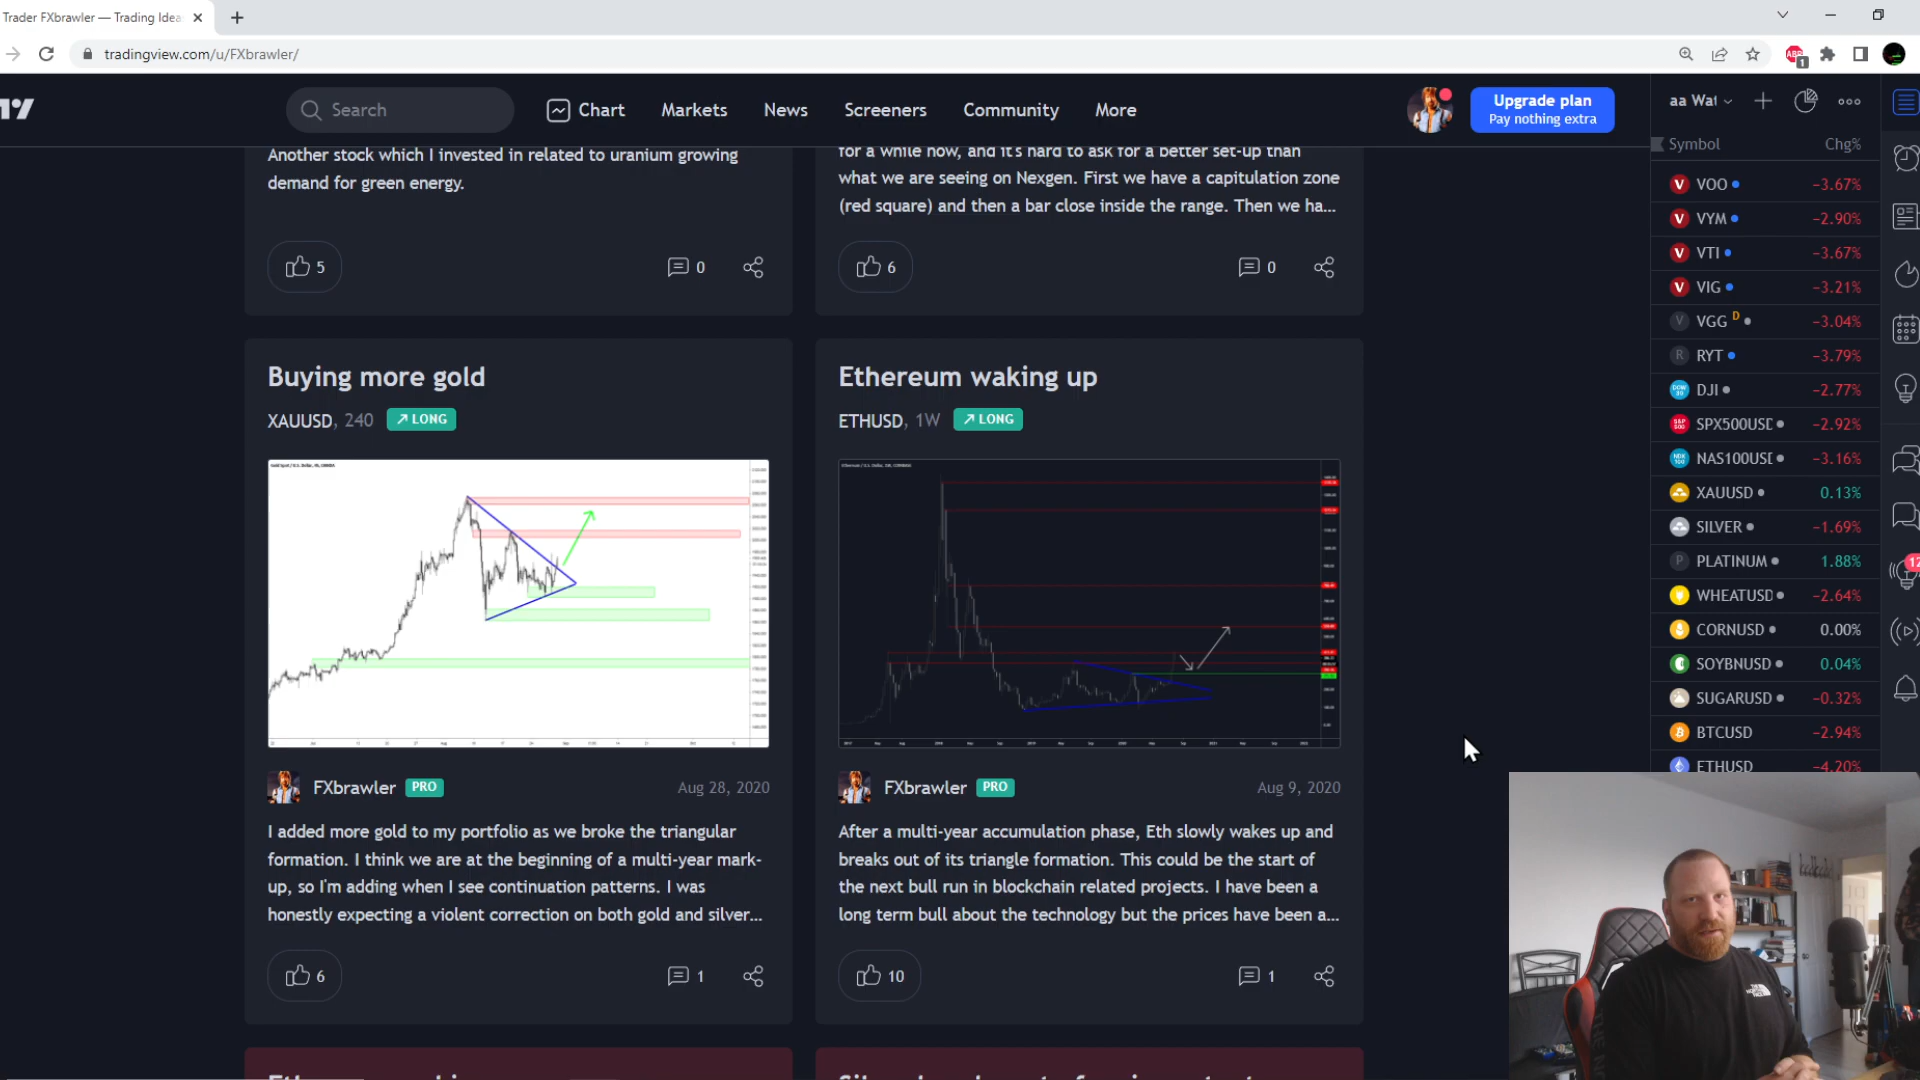 Trader FXbrawler — Trading Idea
tradingview.com/u/FXbrawler/
1
Search
Chart
Markets
News
Screeners
Community
More
Upgrade plan
Pay nothing extra
Another stock which I invested in related to uranium growing
demand for green energy.
5
0
for a while now, and it's hard to ask for a better set-up than
what we are seeing on Nexgen. First we have a capitulation zone
(red square) and then a bar close inside the range. Then we ha...
6
0
Buying more gold
XAUUSD, 240
LONG
FXbrawler PRO
Aug 28, 2020
I added more gold to my portfolio as we broke the triangular
formation. I think we are at the beginning of a multi-year mark-
up, so I'm adding when I see continuation patterns. I was
honestly expecting a violent correction on both gold and silver...
6
1
Ethereum waking up
ETHUSD, 1W
LONG
FXbrawler PRO
Aug 9, 2020
After a multi-year accumulation phase, Eth slowly wakes up and
breaks out of its triangle formation. This could be the start of
the next bull run in blockchain related projects. I have been a
long term bull about the technology but the prices have been a...
10
1
aa Wat
Symbol
Chg%
VOO −3.67%
VYM −2.90%
VTI −3.67%
VIG −3.21%
VGG D −3.04%
RYT −3.79%
DJI −2.77%
SPX500USD −2.92%
NAS100USD −3.16%
XAUUSD 0.13%
SILVER −1.69%
PLATINUM 1.88%
WHEATUSD −2.64%
CORNUSD 0.00%
SOYBNUSD 0.04%
SUGARUSD −0.32%
BTCUSD −2.94%
ETHUSD −4.20%
12
THE NORTH FACE